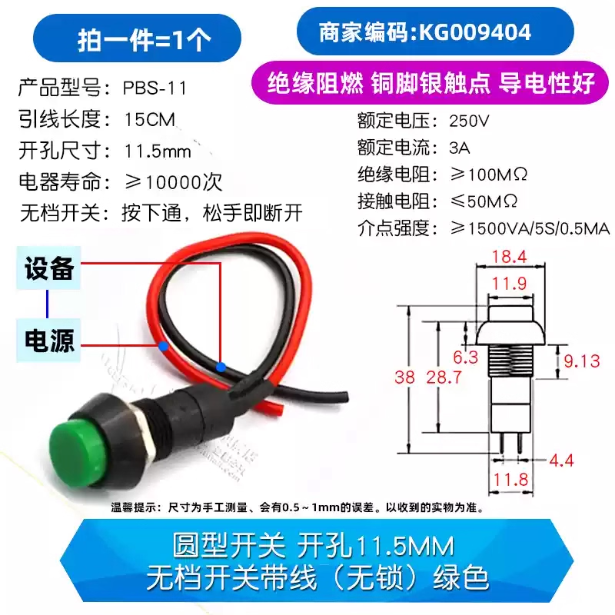 拍一件=1个
商家编码:KG009404
绝缘阻燃 铜脚银触点 导电性好
产品型号： PBS-11
引线长度： 15CM
开孔尺寸： 11.5mm
电器寿命： ≥10000次
无档开关： 按下通，松手即断开
额定电压： 250V
额定电流： 3A
绝缘电阻： ≥100MΩ
接触电阻： ≤50MΩ
介点强度： ≥1500VA/5S/0.5MA
设备
电源
18.4
11.9
6.3
9.13
38
28.7
4.4
11.8
温馨提示：尺寸为手工测量、会有0.5~1mm的误差。以收到的实物为准。
圆型开关 开孔11.5MM
无档开关带线（无锁）绿色